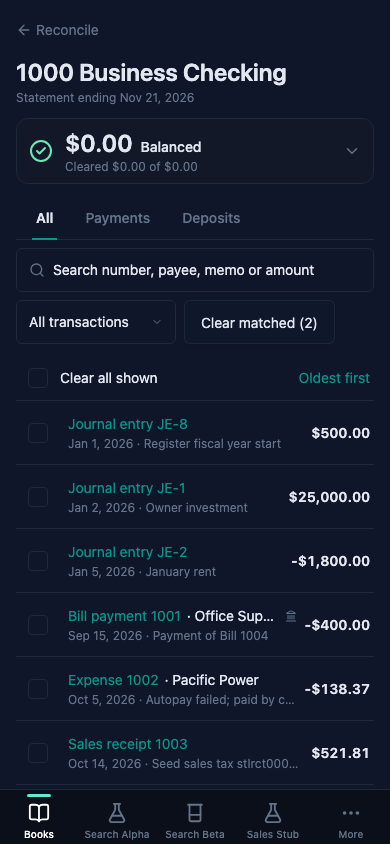 Reconcile
1000 Business Checking
Statement ending Nov 21, 2026
$0.00 Balanced
Cleared $0.00 of $0.00
All Payments Deposits
Search number, payee, memo or amount
All transactions Clear matched (2)
Clear all shown Oldest first
Journal entry JE-8
Jan 1, 2026 · Register fiscal year start
$500.00
Journal entry JE-1
Jan 2, 2026 · Owner investment
$25,000.00
Journal entry JE-2
Jan 5, 2026 · January rent
-$1,800.00
Bill payment 1001 · Office Sup...
Sep 15, 2026 · Payment of Bill 1004
-$400.00
Expense 1002 · Pacific Power
Oct 5, 2026 · Autopay failed; paid by c...
-$138.37
Sales receipt 1003
Oct 14, 2026 · Seed sales tax stlrct000...
$521.81
Books Search Alpha Search Beta Sales Stub More